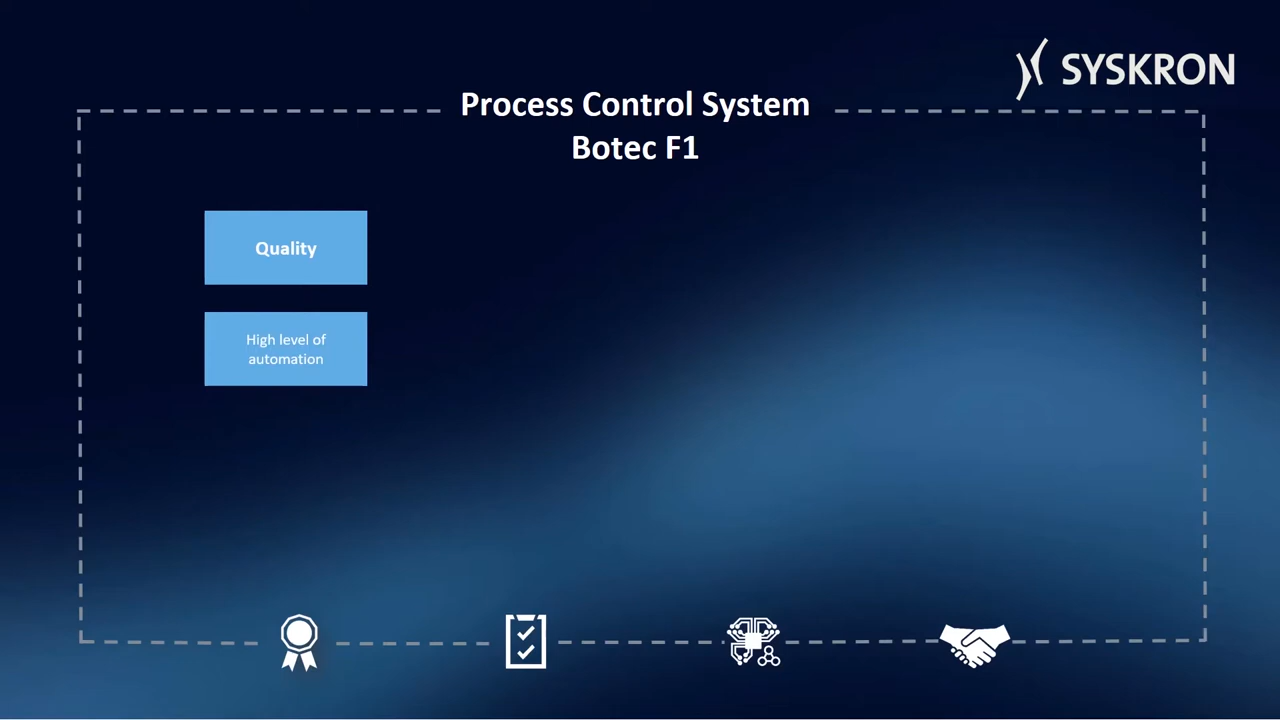 SYSKRON
Process Control System
Botec F1
Quality
High level of
automation